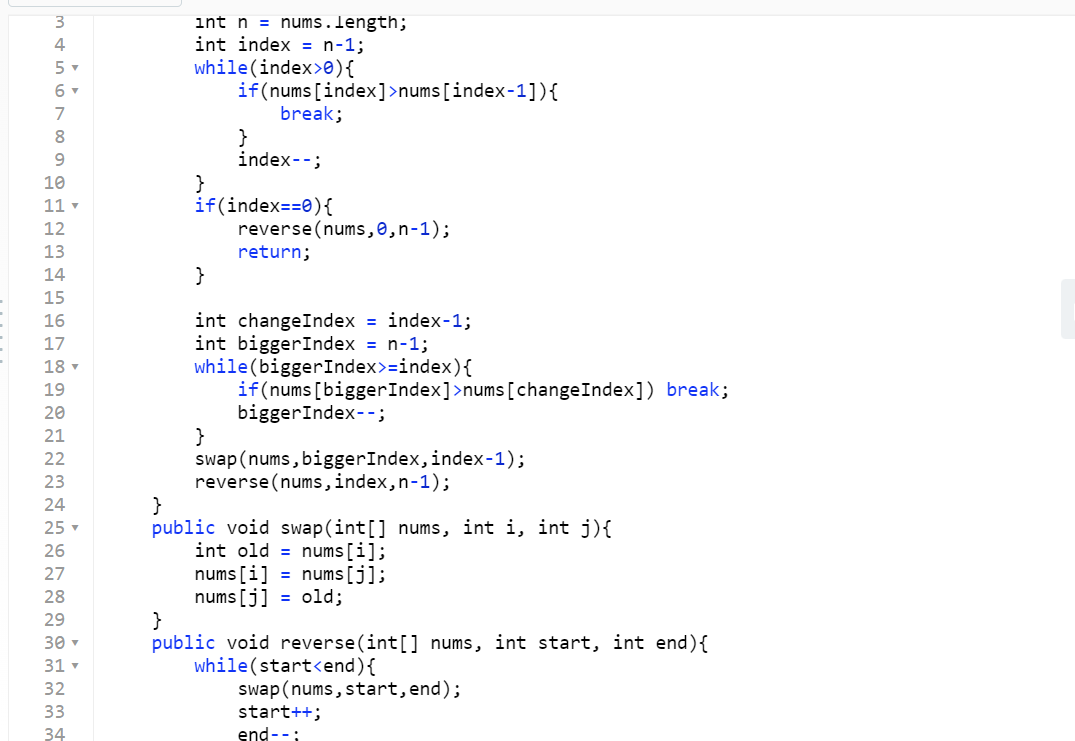 3 int n = nums.length;
4 int index = n-1;
5 while(index>0){
6 if(nums[index]>nums[index-1]){
7 break;
8 }
9 index--;
10 }
11 if(index==0){
12 reverse(nums,0,n-1);
13 return;
14 }
15
16 int changeIndex = index-1;
17 int biggerIndex = n-1;
18 while(biggerIndex>=index){
19 if(nums[biggerIndex]>nums[changeIndex]) break;
20 biggerIndex--;
21 }
22 swap(nums,biggerIndex,index-1);
23 reverse(nums,index,n-1);
24 }
25 public void swap(int[] nums, int i, int j){
26 int old = nums[i];
27 nums[i] = nums[j];
28 nums[j] = old;
29 }
30 public void reverse(int[] nums, int start, int end){
31 while(start<end){
32 swap(nums,start,end);
33 start++;
34 end--;